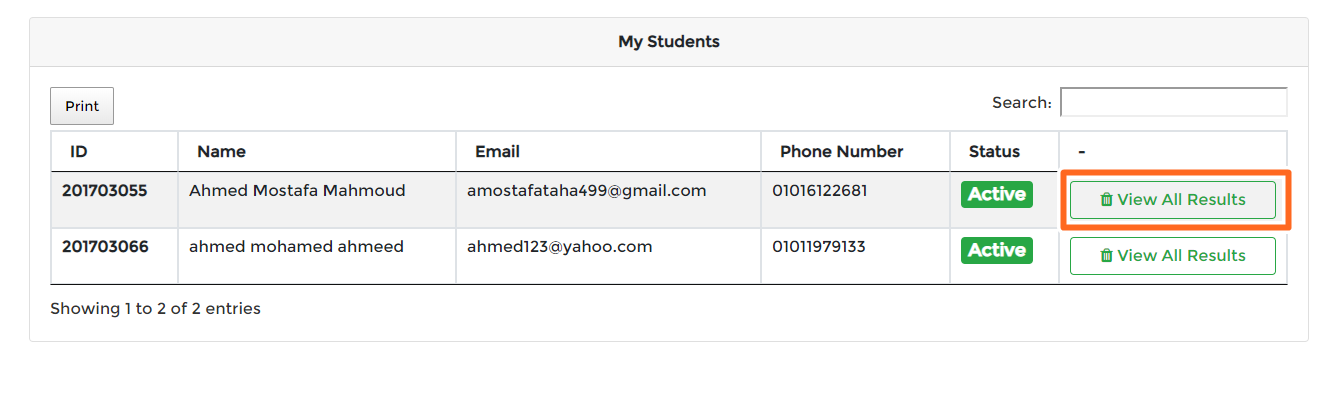 My Students
Print
Search:
ID Name Email Phone Number Status -
201703055 Ahmed Mostafa Mahmoud amostafataha499@gmail.com 01016122681 Active View All Results
201703066 ahmed mohamed ahmeed ahmed123@yahoo.com 01011979133 Active View All Results
Showing 1 to 2 of 2 entries